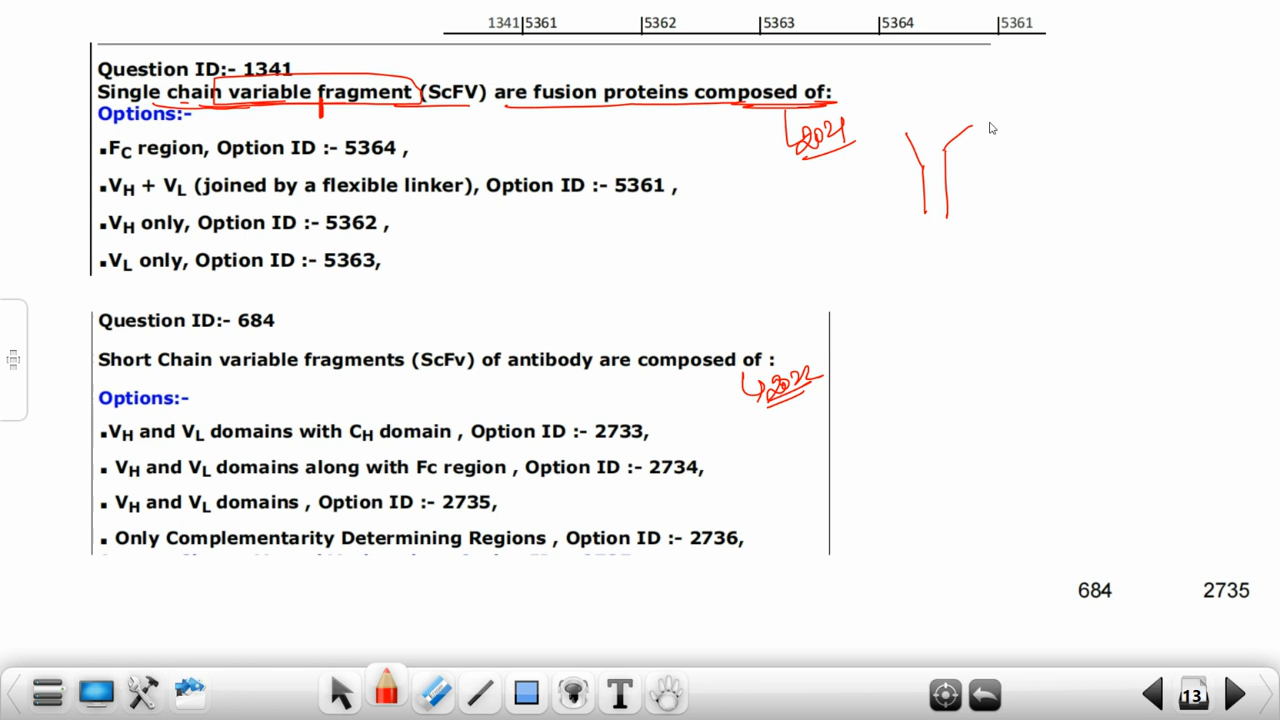 1341|5361 |5362 |5363 |5364 |5361
Question ID:- 1341
Single chain variable fragment (ScFV) are fusion proteins composed of:
Options:-
2021
▪FC region, Option ID :- 5364 ,
▪VH + VL (joined by a flexible linker), Option ID :- 5361 ,
▪VH only, Option ID :- 5362 ,
▪VL only, Option ID :- 5363,
Question ID:- 684
Short Chain variable fragments (ScFv) of antibody are composed of :
2022
Options:-
▪VH and VL domains with CH domain , Option ID :- 2733,
▪ VH and VL domains along with Fc region , Option ID :- 2734,
▪ VH and VL domains , Option ID :- 2735,
▪ Only Complementarity Determining Regions , Option ID :- 2736,
684 2735
T 13